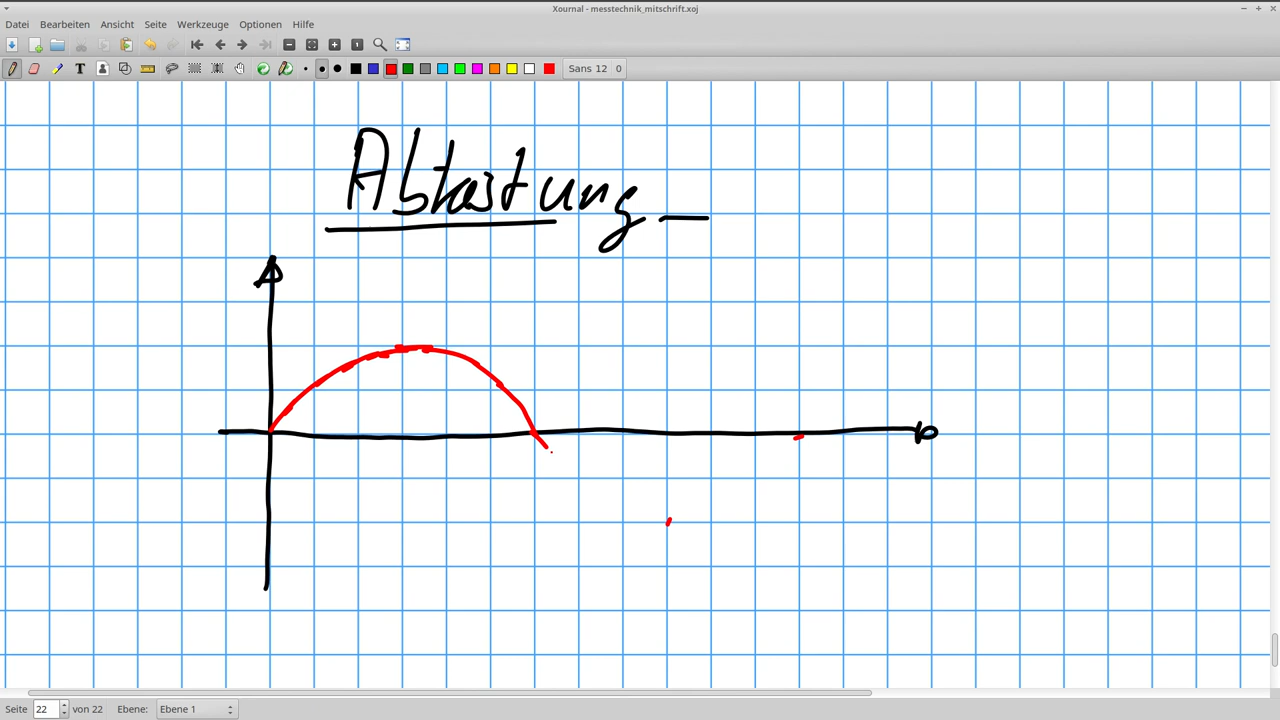 Xournal - messtechnik_mitschrift.xoj
Datei Bearbeiten Ansicht Seite Werkzeuge Optionen Hilfe
T Sans 12 0
Abtastung
Seite 22 von 22 Ebene: Ebene 1